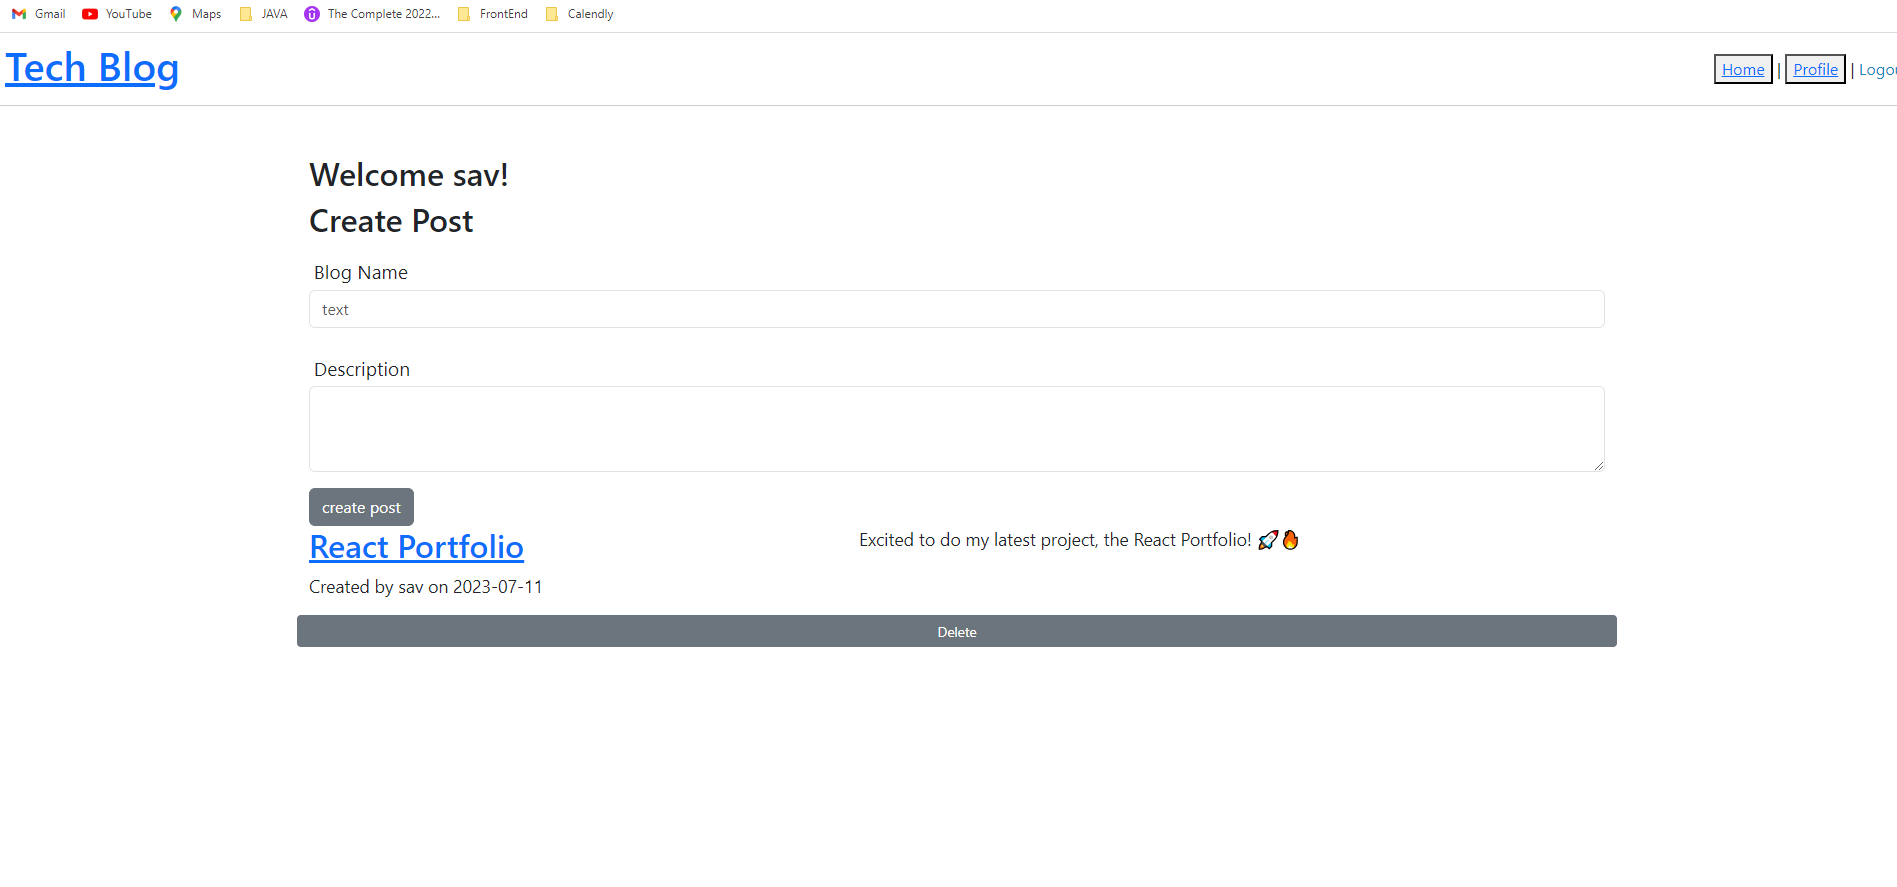 Gmail YouTube Maps JAVA The Complete 2022... FrontEnd Calendly
Tech Blog
Home | Profile | Logou
Welcome sav!
Create Post
Blog Name
text
Description
create post
React Portfolio
Excited to do my latest project, the React Portfolio! 🚀🔥
Created by sav on 2023-07-11
Delete